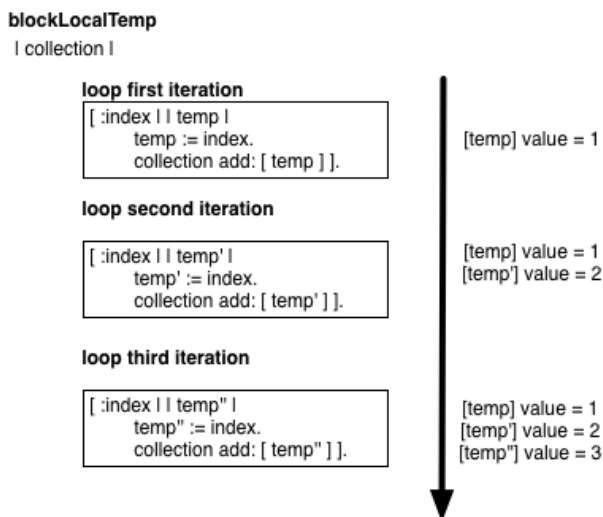 blockLocalTemp
| collection |
loop first iteration
[ :index | | temp |
temp := index.
collection add: [ temp ] ].
[temp] value = 1
loop second iteration
[ :index | | temp' |
temp' := index.
collection add: [ temp' ] ].
[temp] value = 1
[temp'] value = 2
loop third iteration
[ :index | | temp" |
temp" := index.
collection add: [ temp" ] ].
[temp] value = 1
[temp'] value = 2
[temp"] value = 3